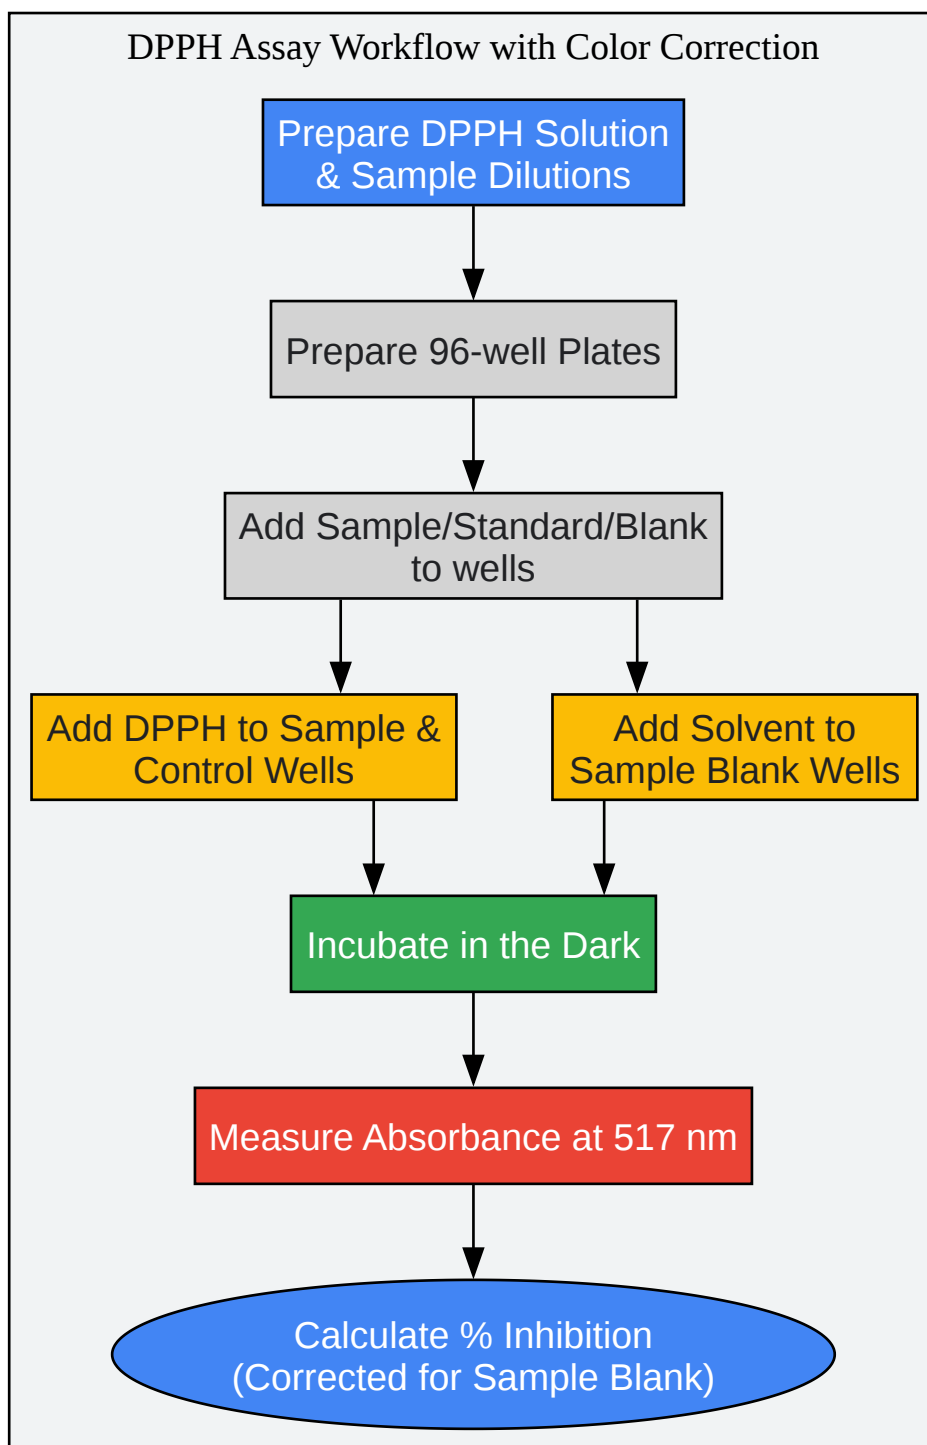 DPPH Assay Workflow with Color Correction
Prepare DPPH Solution
& Sample Dilutions
Prepare 96-well Plates
Add Sample/Standard/Blank
to wells
Add DPPH to Sample &
Control Wells
Add Solvent to
Sample Blank Wells
Incubate in the Dark
Measure Absorbance at 517 nm
Calculate % Inhibition
(Corrected for Sample Blank)